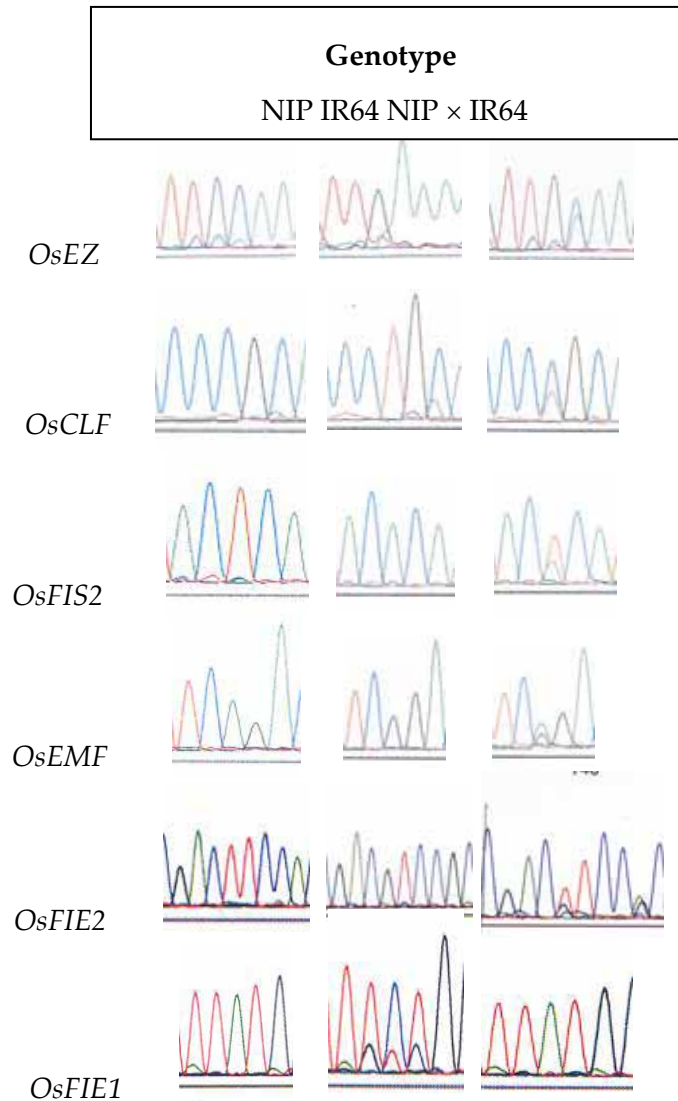 Genotype
NIP IR64 NIP × IR64
OsEZ
OsCLF
OsFIS2
OsEMF
OsFIE2
OsFIE1